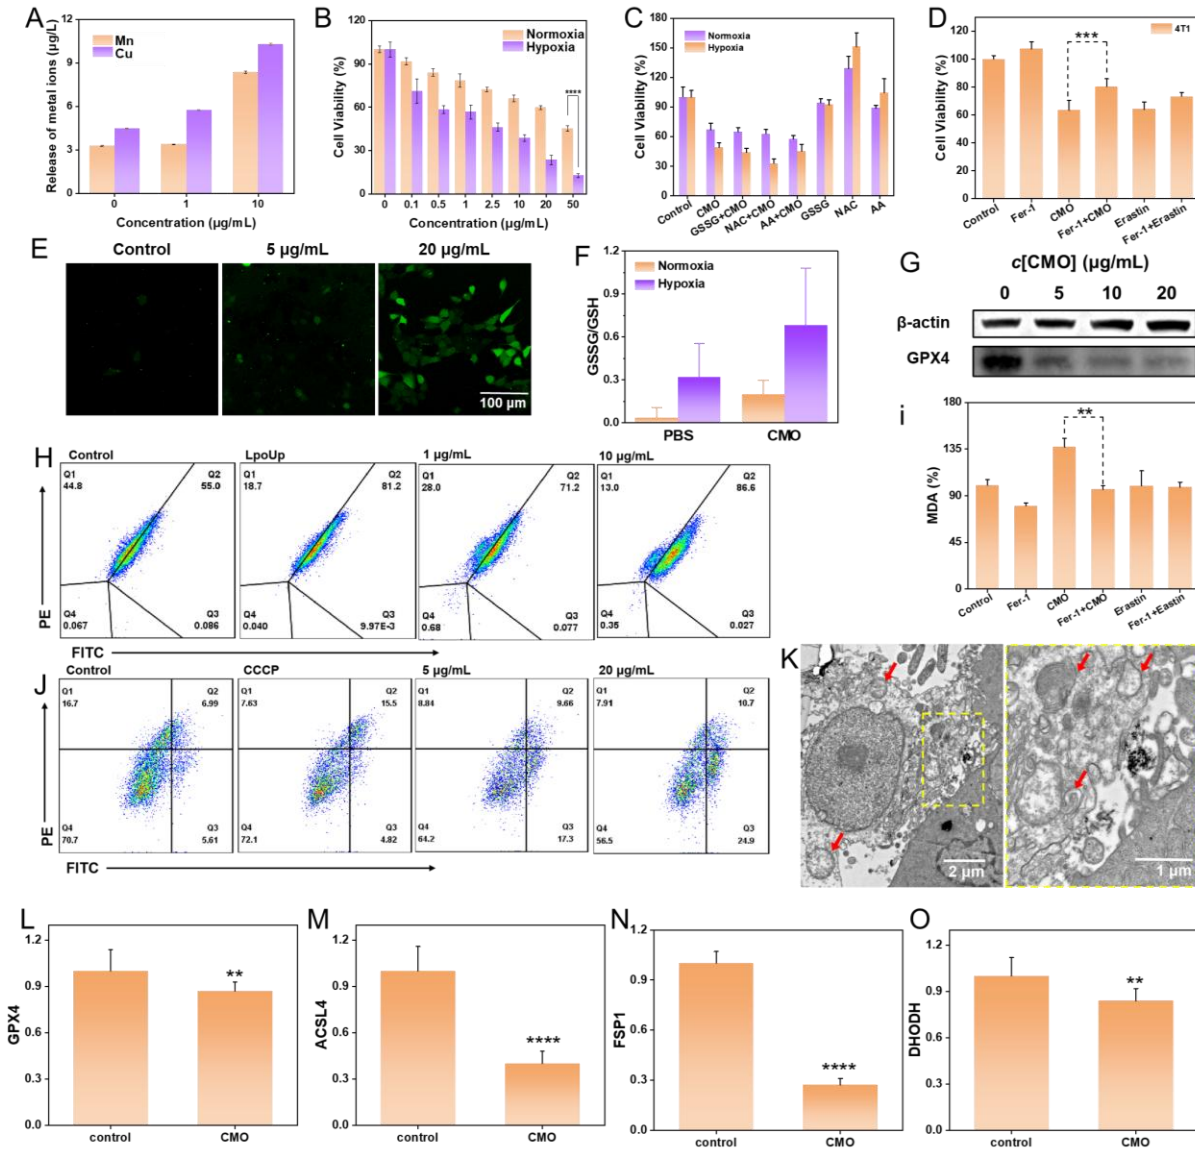 A
Release of metal ions (µg/L)
12
9
6
3
0
Mn
Cu
0 1 10
Concentration (µg/mL)
B
Cell Viability (%)
120
90
60
30
0
Normoxia
Hypoxia
****
0 0.1 0.5 1 2.5 10 20 50
Concentration (µg/mL)
C
Cell Viability (%)
180
150
120
90
60
30
0
Normoxia
Hypoxia
Control CMO GSSG+CMO NAC+CMO AA+CMO GSSG NAC AA
D
Cell Viability (%)
120
100
80
60
40
20
0
4T1
***
Control Fer-1 CMO Fer-1+CMO Erastin Fer-1+Erastin
E
Control 5 µg/mL 20 µg/mL
100 µm
F
GSSG/GSH
1.2
0.9
0.6
0.3
0.0
Normoxia
Hypoxia
PBS CMO
G
c[CMO] (µg/mL)
0 5 10 20
β-actin
GPX4
H
Control LpoUp 1 µg/mL 10 µg/mL
Q1 Q2 Q1 Q2 Q1 Q2 Q1 Q2
44.8 55.0 18.7 81.2 28.0 71.2 13.0 86.6
Q4 Q3 Q4 Q3 Q4 Q3 Q4 Q3
0.067 0.086 0.040 9.97E-3 0.68 0.077 0.35 0.027
PE
FITC
i
MDA (%)
180
135
90
45
0
**
Control Fer-1 CMO Fer-1+CMO Erastin Fer-1+Eastin
J
Control CCCP 5 µg/mL 20 µg/mL
Q1 Q2 Q1 Q2 Q1 Q2 Q1 Q2
16.7 6.99 7.63 15.5 8.84 9.66 7.91 10.7
Q4 Q3 Q4 Q3 Q4 Q3 Q4 Q3
70.7 5.61 72.1 4.82 64.2 17.3 56.5 24.9
PE
FITC
K
2 µm
1 µm
L
GPX4
1.2
0.9
0.6
0.3
0.0
**
control CMO
M
ACSL4
1.2
0.9
0.6
0.3
0.0
****
control CMO
N
FSP1
1.2
0.9
0.6
0.3
0.0
****
control CMO
O
DHODH
1.2
0.9
0.6
0.3
0.0
**
control CMO